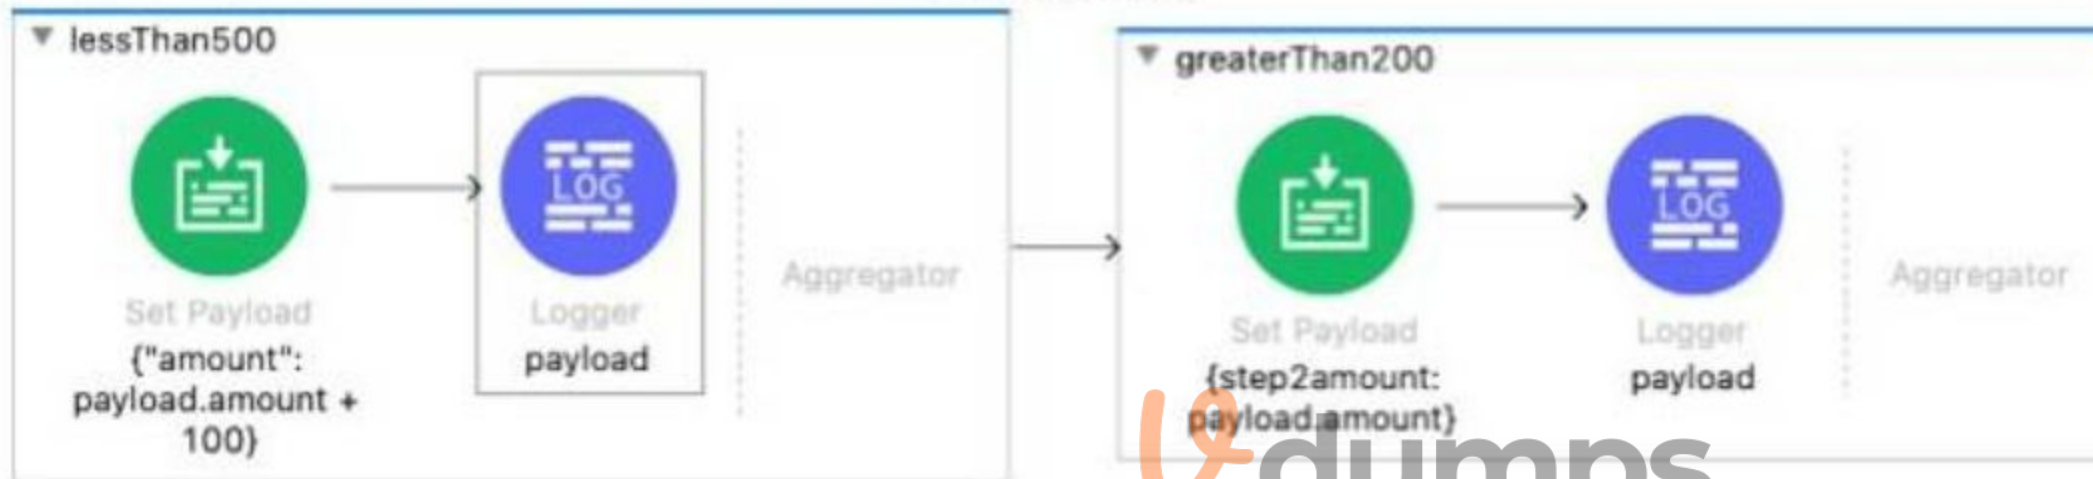 lessThan500
LOG
Set Payload
{"amount":
payload.amount +
100}
Logger
payload
Aggregator
greaterThan200
LOG
Set Payload
{step2amount:
payload.amount}
Logger
payload
Aggregator
dumps